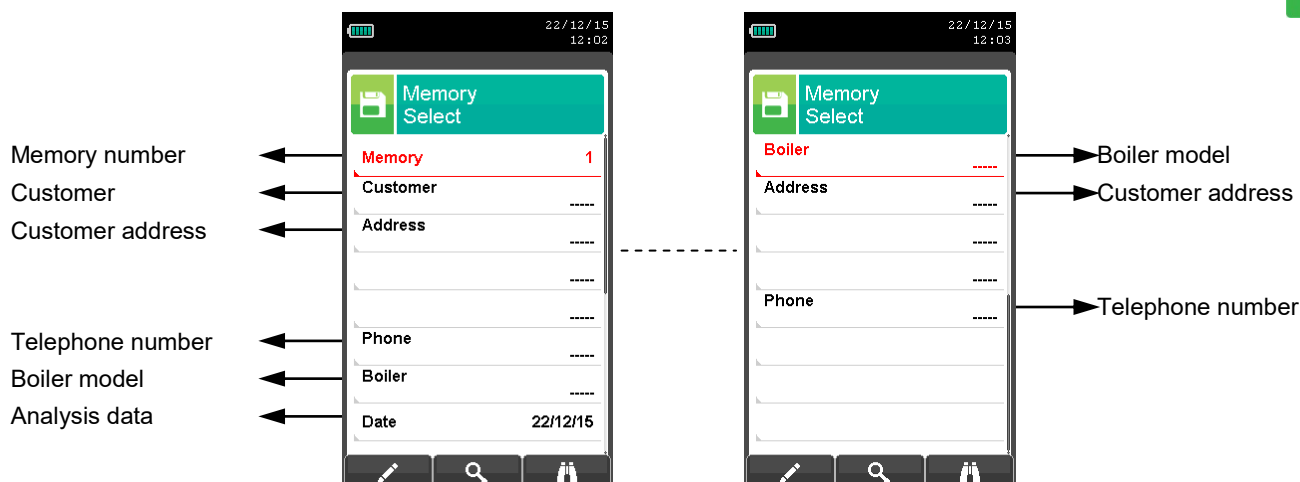 22/12/15
12:02
Memory
Select
Memory number
Memory 1
Customer
Customer
-----
Customer address
Address
-----
-----
-----
Telephone number
Phone
-----
Boiler model
Boiler
-----
Analysis data
Date 22/12/15
22/12/15
12:03
Memory
Select
Boiler
-----
Boiler model
Address
-----
Customer address
-----
-----
Phone
-----
Telephone number